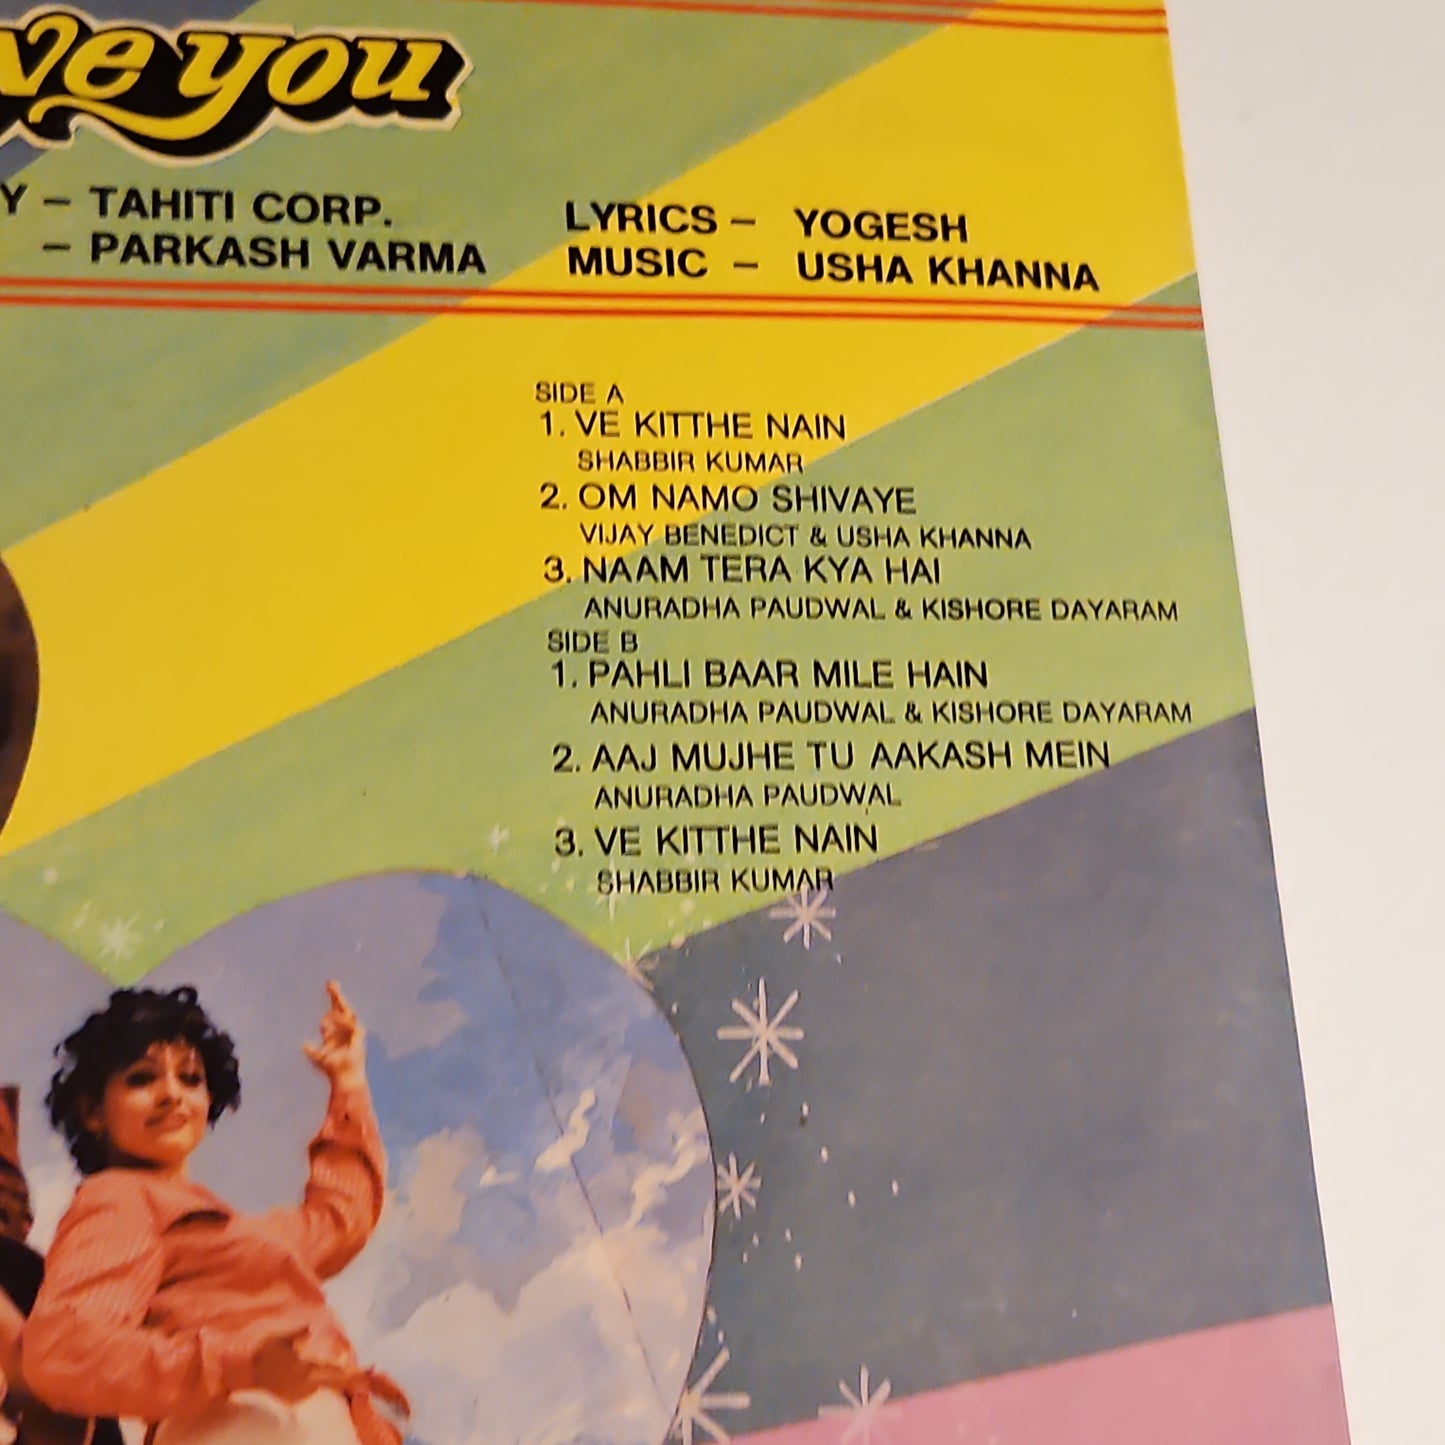 ve you
Y – TAHITI CORP.
– PARKASH VARMA
LYRICS – YOGESH
MUSIC – USHA KHANNA
SIDE A
1. VE KITTHE NAIN
SHABBIR KUMAR
2. OM NAMO SHIVAYE
VIJAY BENEDICT & USHA KHANNA
3. NAAM TERA KYA HAI
ANURADHA PAUDWAL & KISHORE DAYARAM
SIDE B
1. PAHLI BAAR MILE HAIN
ANURADHA PAUDWAL & KISHORE DAYARAM
2. AAJ MUJHE TU AAKASH MEIN
ANURADHA PAUDWAL
3. VE KITTHE NAIN
SHABBIR KUMAR